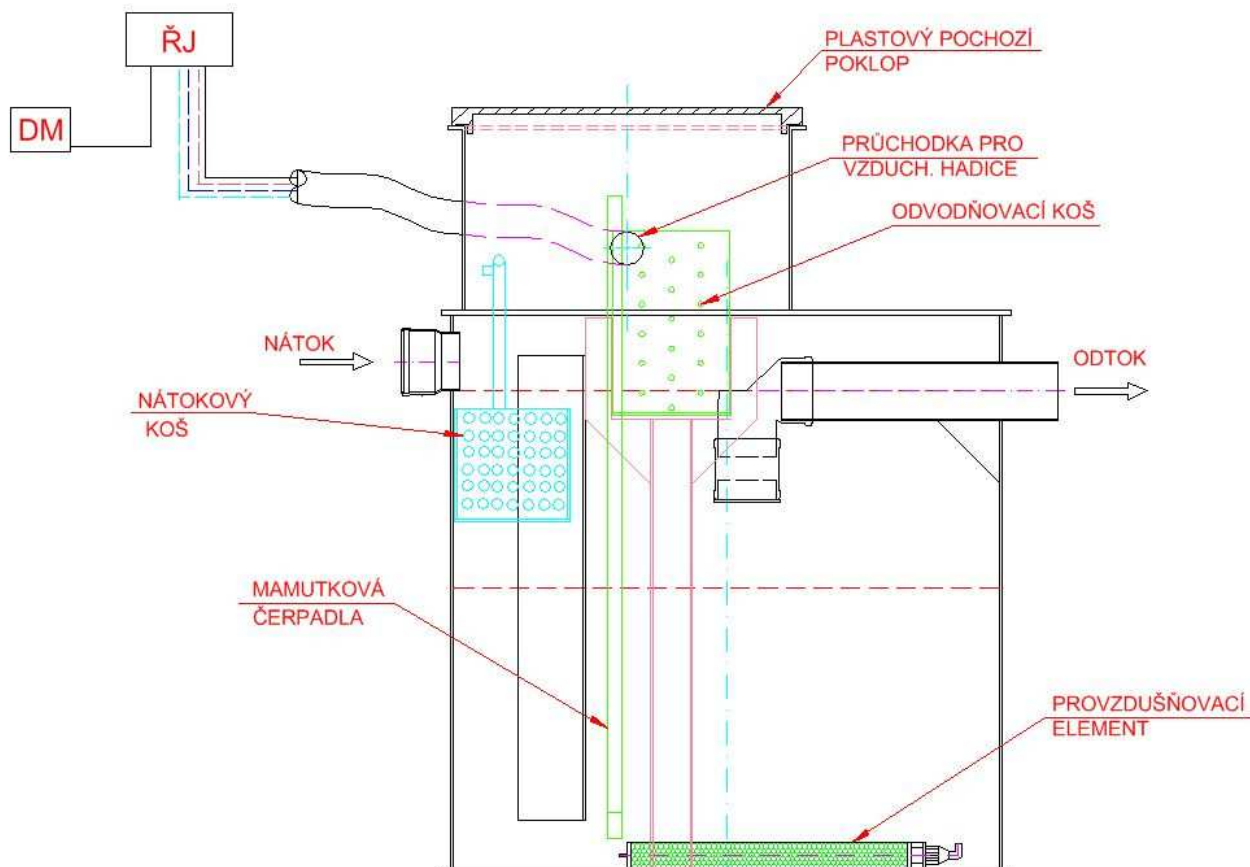 ŘJ
DM
PLASTOVÝ POCHOZÍ
POKLOP
PRŮCHODKA PRO
VZDUCH. HADICE
ODVODŇOVACÍ KOŠ
NÁTOK
ODTOK
NÁTOKOVÝ
KOŠ
MAMUTKOVÁ
ČERPADLA
PROVZDUŠŇOVACÍ
ELEMENT